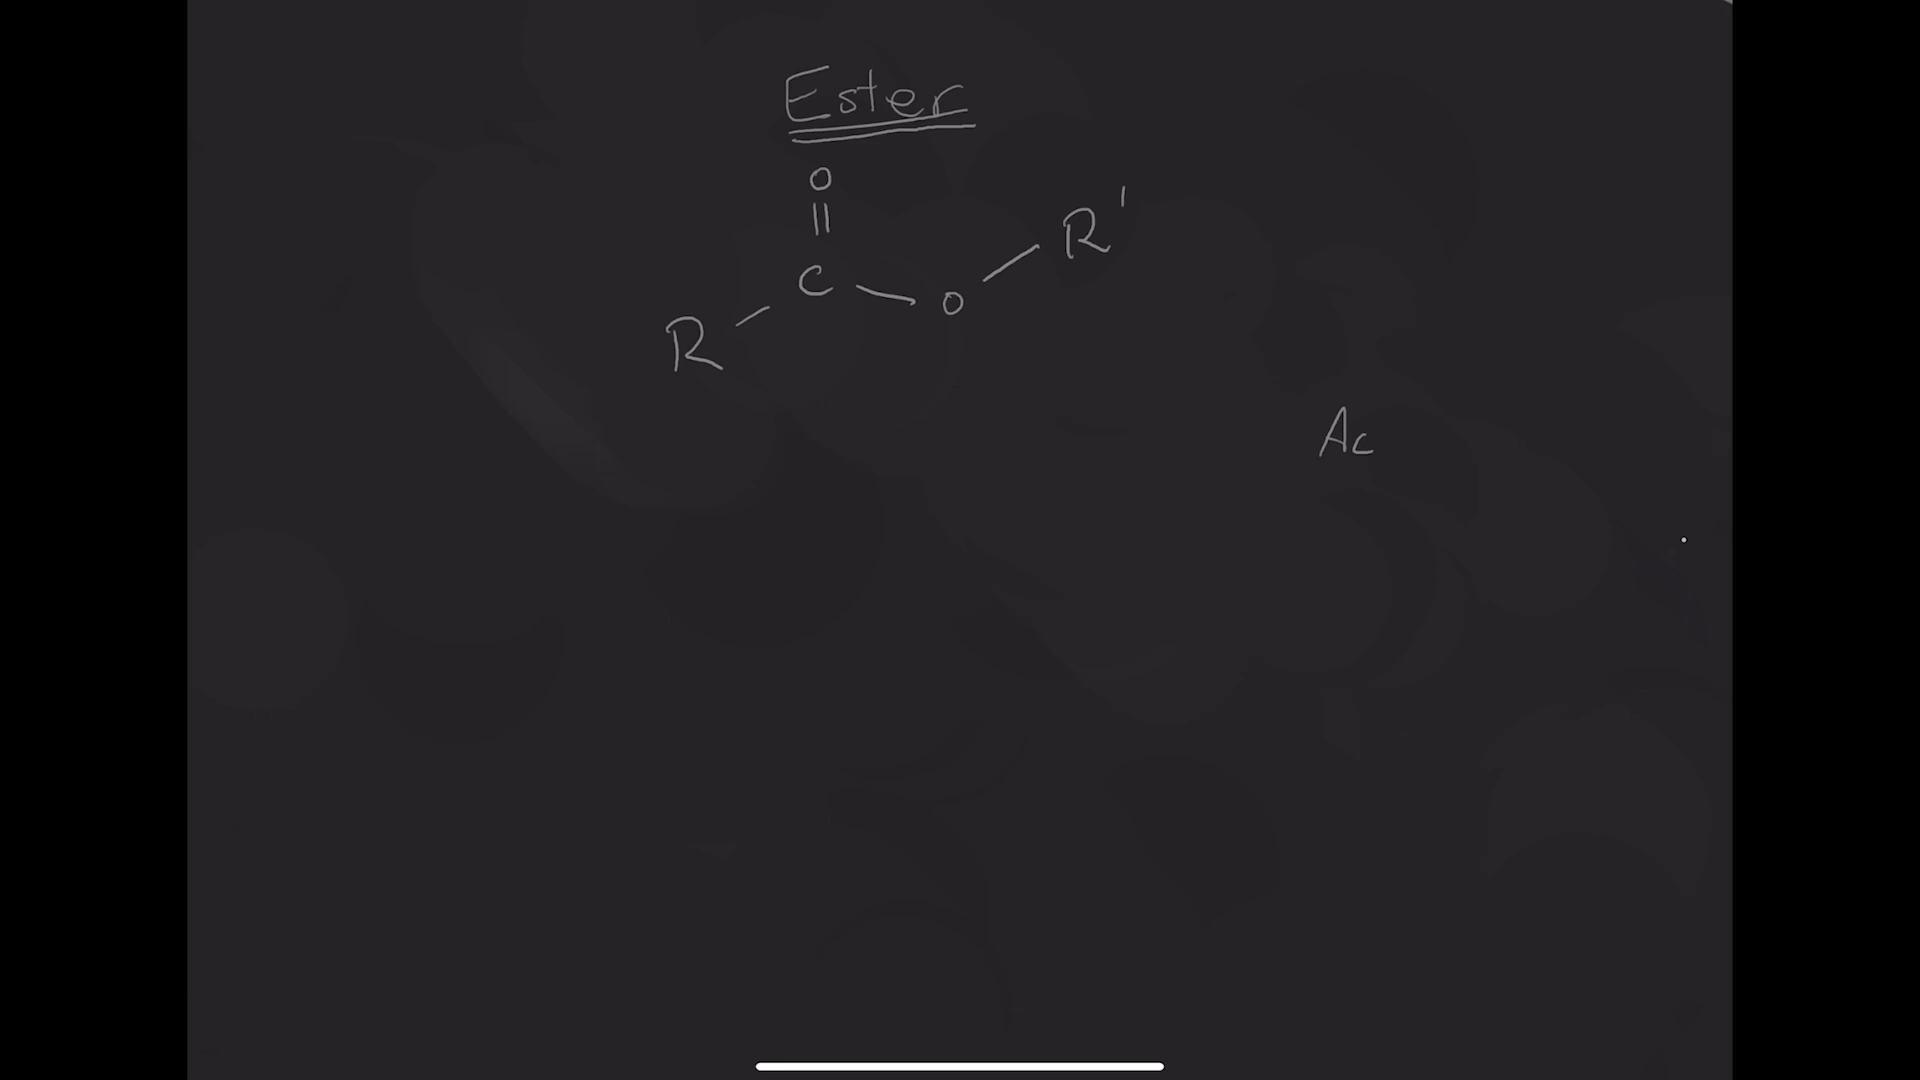 Ester
O
||
C — O — R'
R —
Ac